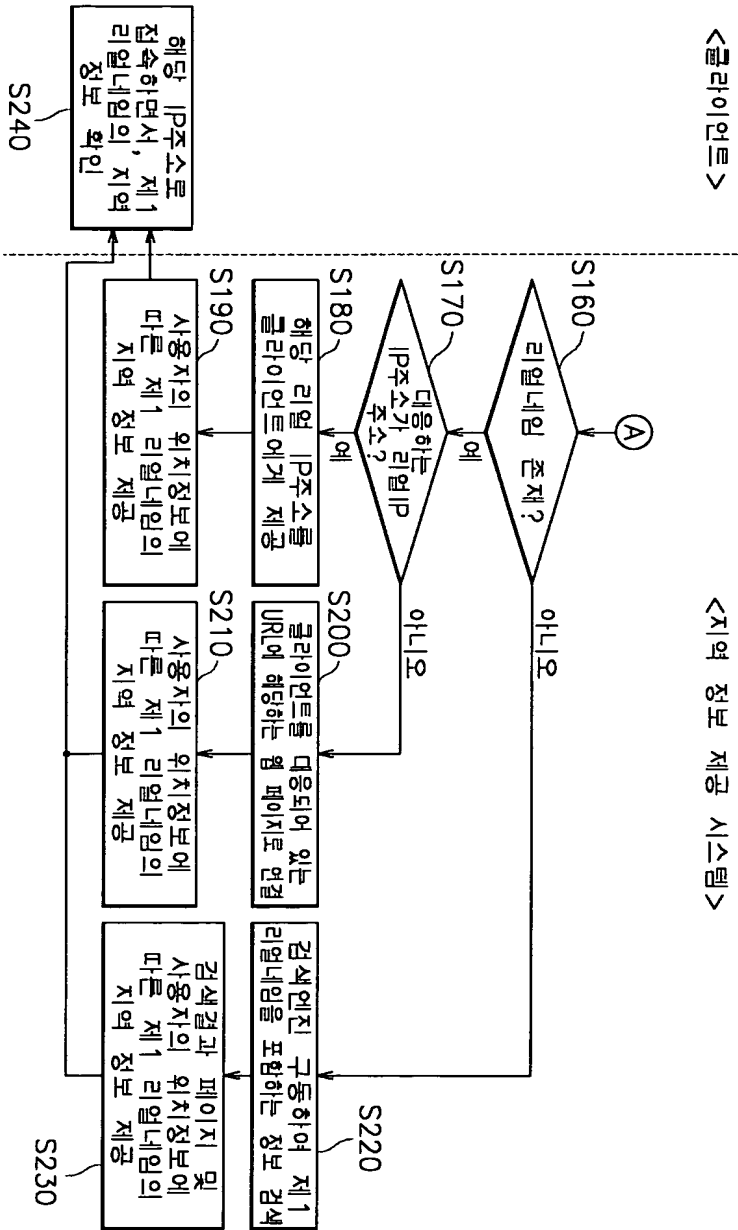 <클라이언트>
<지역 정보 제공 시스템>
A
S160
리얼네임 존재?
예
아니오
S170
대응하는
IP주소가 리얼IP
주소?
예
아니오
S180
해당 리얼 IP주소를
클라이언트에게 제공
S200
클라이언트를 대응되어 있는
URL에 해당하는 웹 페이지로 연결
S220
검색엔진 구동하여 제1
리얼네임을 포함하는 정보 검색
S190
사용자의 위치정보에
따른 제1 리얼네임의
지역 정보 제공
S210
사용자의 위치정보에
따른 제1 리얼네임의
지역 정보 제공
S230
검색결과 페이지 및
사용자의 위치정보에
따른 제1 리얼네임의
지역 정보 제공
S240
해당 IP주소로
접속하면서, 제1
리얼네임의 지역
정보 확인